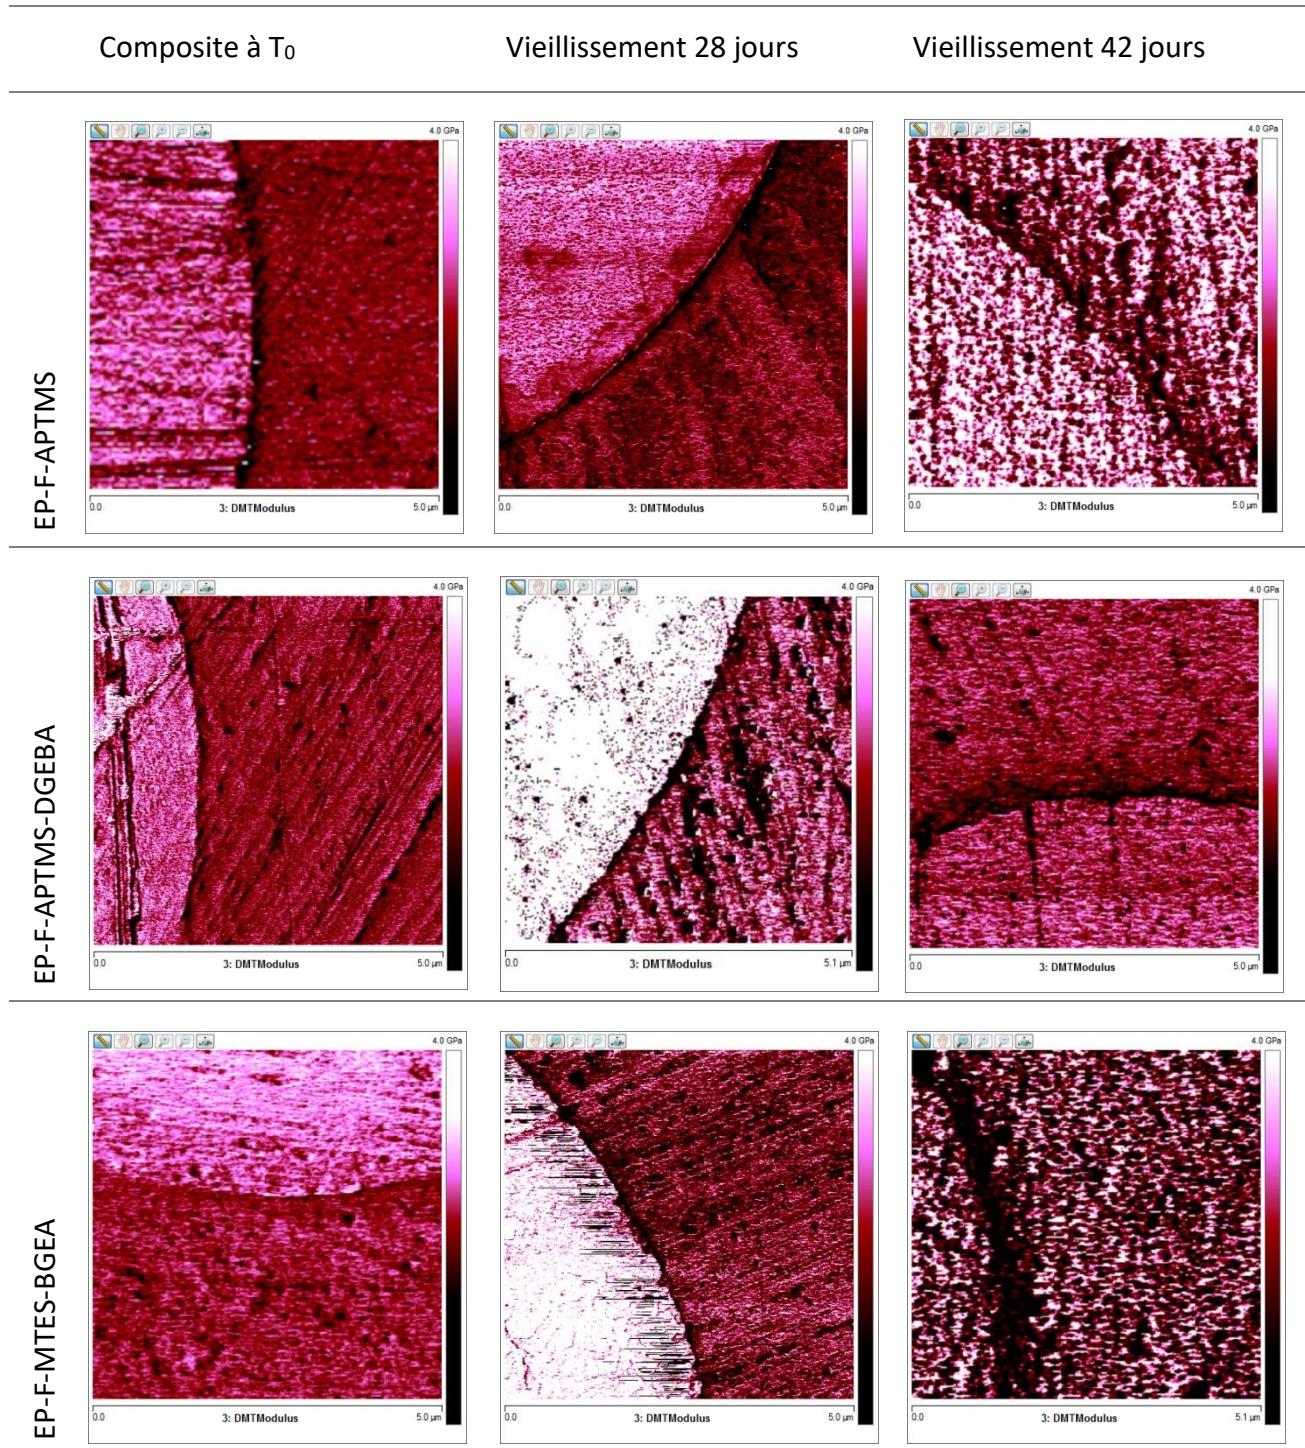 Composite à T0 Vieillissement 28 jours Vieillissement 42 jours
EP-F-APTMS
4.0 GPa 4.0 GPa 4.0 GPa
0.0 3: DMTModulus 5.0 µm 0.0 3: DMTModulus 5.0 µm 0.0 3: DMTModulus 5.0 µm
EP-F-APTMS-DGEBA
4.0 GPa 4.0 GPa 4.0 GPa
0.0 3: DMTModulus 5.0 µm 0.0 3: DMTModulus 5.1 µm 0.0 3: DMTModulus 5.0 µm
EP-F-MTES-BGEA
4.0 GPa 4.0 GPa 4.0 GPa
0.0 3: DMTModulus 5.0 µm 0.0 3: DMTModulus 5.0 µm 0.0 3: DMTModulus 5.1 µm